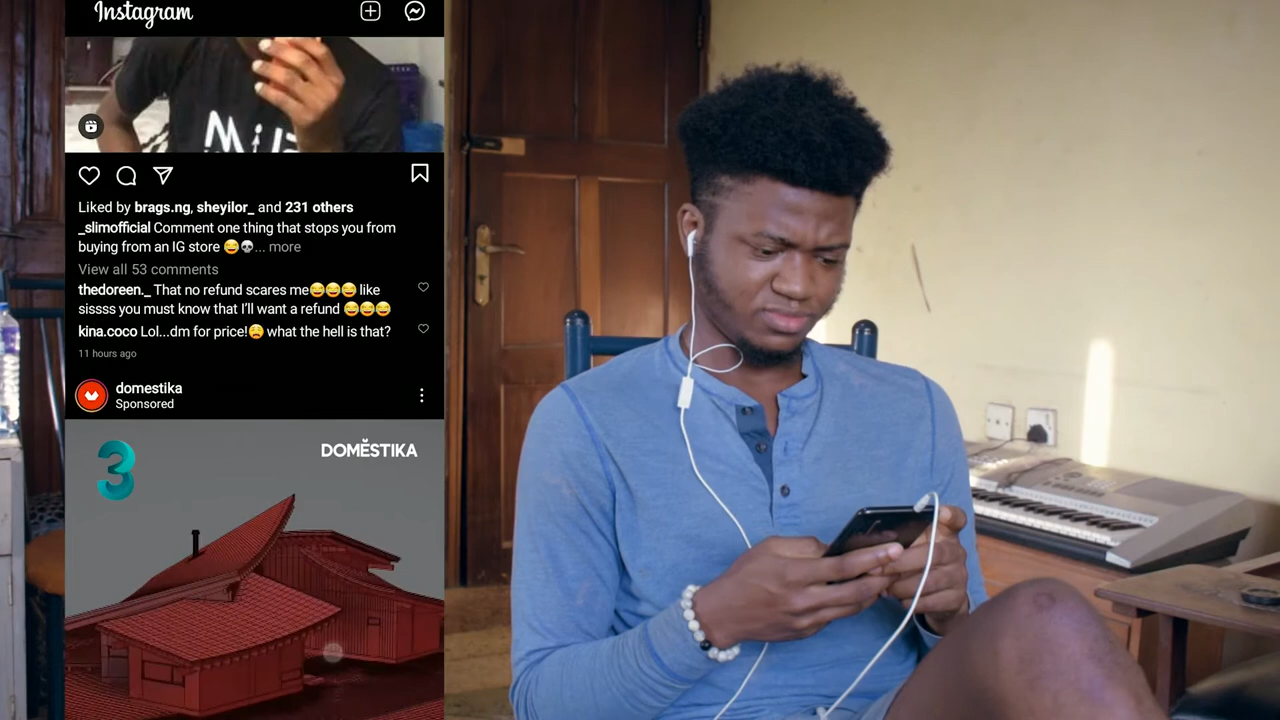 Instagram
Liked by brags.ng, sheyilor_ and 231 others
_slimofficial Comment one thing that stops you from
buying from an IG store 😅💀... more
View all 53 comments
thedoreen._ That no refund scares me😂😂😂 like
sissss you must know that I'll want a refund 😂😂😂
kina.coco Lol...dm for price!😩 what the hell is that?
11 hours ago
domestika
Sponsored
3
DOMĔSTIKA